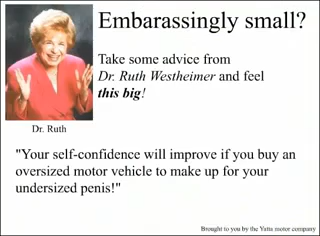 Embarassingly small?
Take some advice from
Dr. Ruth Westheimer and feel
this big!
Dr. Ruth
"Your self-confidence will improve if you buy an
oversized motor vehicle to make up for your
undersized penis!"
Brought to you by the Yatta motor company